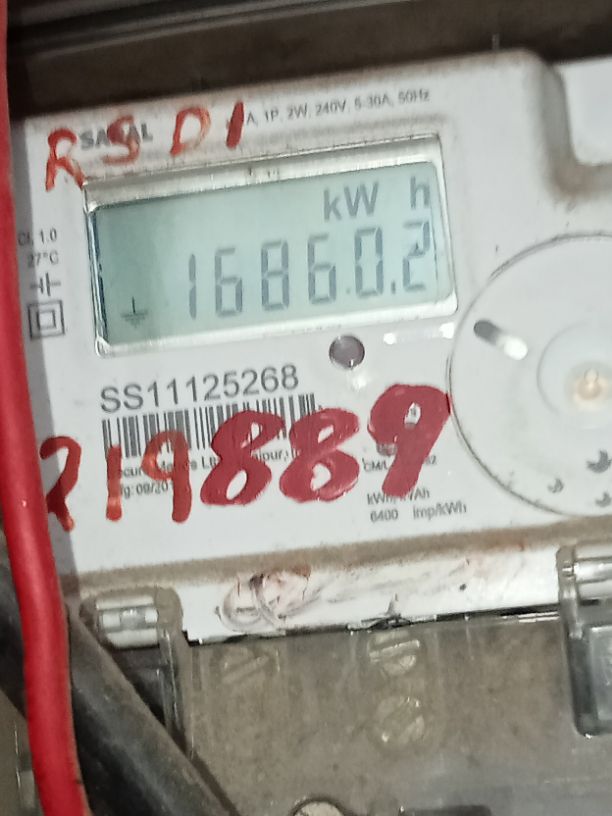 RSD1
SARAL
A, 1P, 2W, 240V, 5-30A, 50Hz
kW h
16860.2
Cl. 1.0
27°C
SS11125268
219889
kWh/kVAh
6400 imp/kWh